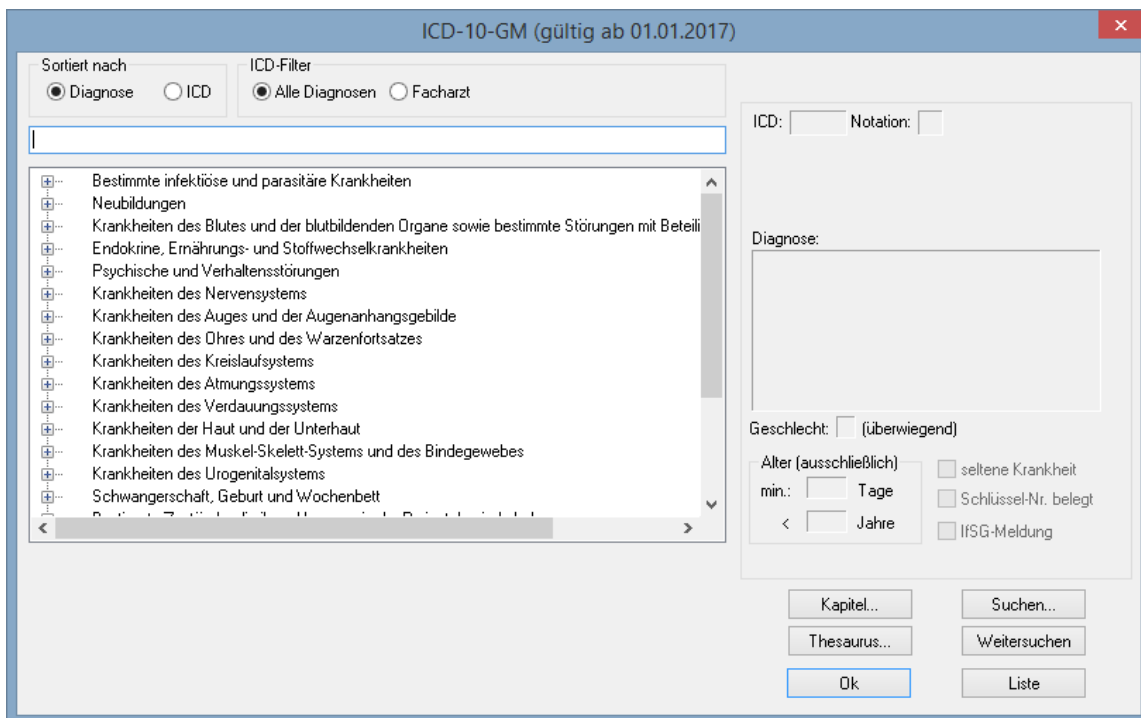 ICD-10-GM (gültig ab 01.01.2017)
Sortiert nach
Diagnose ICD
ICD-Filter
Alle Diagnosen Facharzt
Bestimmte infektiöse und parasitäre Krankheiten
Neubildungen
Krankheiten des Blutes und der blutbildenden Organe sowie bestimmte Störungen mit Beteili
Endokrine, Ernährungs- und Stoffwechselkrankheiten
Psychische und Verhaltensstörungen
Krankheiten des Nervensystems
Krankheiten des Auges und der Augenanhangsgebilde
Krankheiten des Ohres und des Warzenfortsatzes
Krankheiten des Kreislaufsystems
Krankheiten des Atmungssystems
Krankheiten des Verdauungssystems
Krankheiten der Haut und der Unterhaut
Krankheiten des Muskel-Skelett-Systems und des Bindegewebes
Krankheiten des Urogenitalsystems
Schwangerschaft, Geburt und Wochenbett
ICD: Notation:
Diagnose:
Geschlecht: (überwiegend)
Alter (ausschließlich)
min.: Tage
< Jahre
seltene Krankheit
Schlüssel-Nr. belegt
IfSG-Meldung
Kapitel... Suchen...
Thesaurus... Weitersuchen
Ok Liste